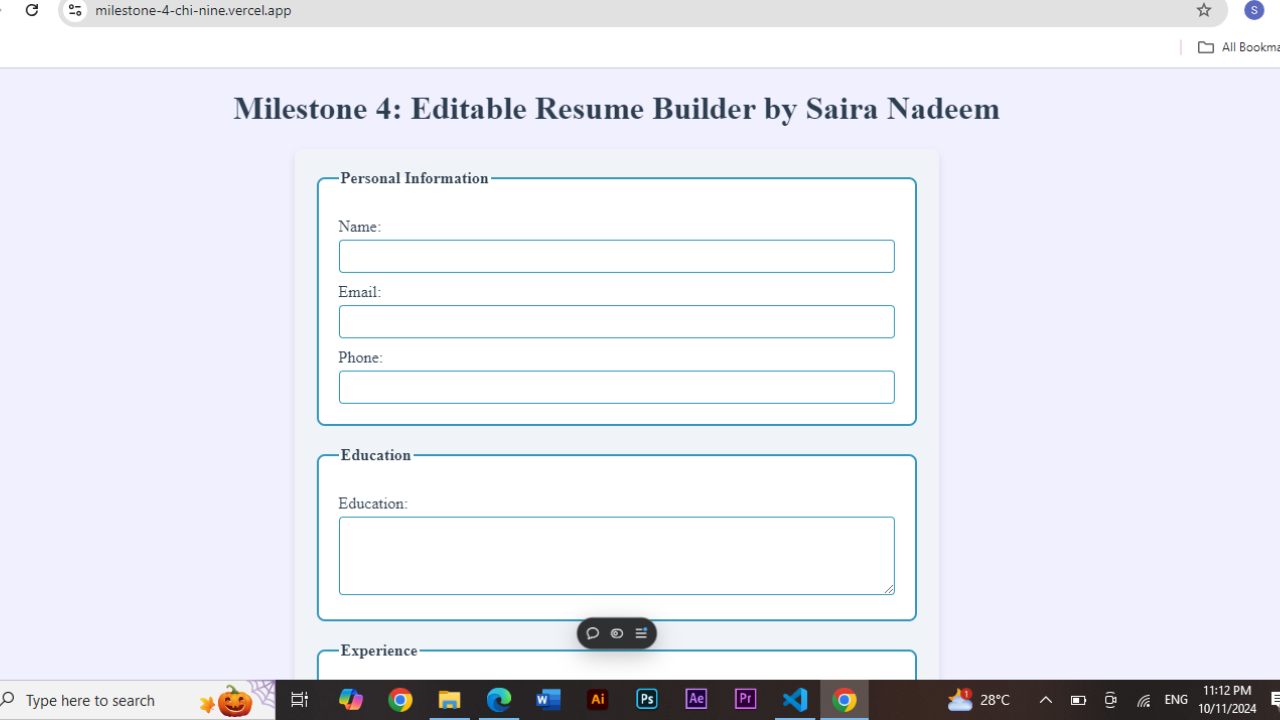 milestone-4-chi-nine.vercel.app
S
All Bookma
Milestone 4: Editable Resume Builder by Saira Nadeem
Personal Information
Name:
Email:
Phone:
Education
Education:
Experience
Type here to search
W
Ai
Ps
Ae
Pr
1
28°C
ENG
11:12 PM
10/11/2024